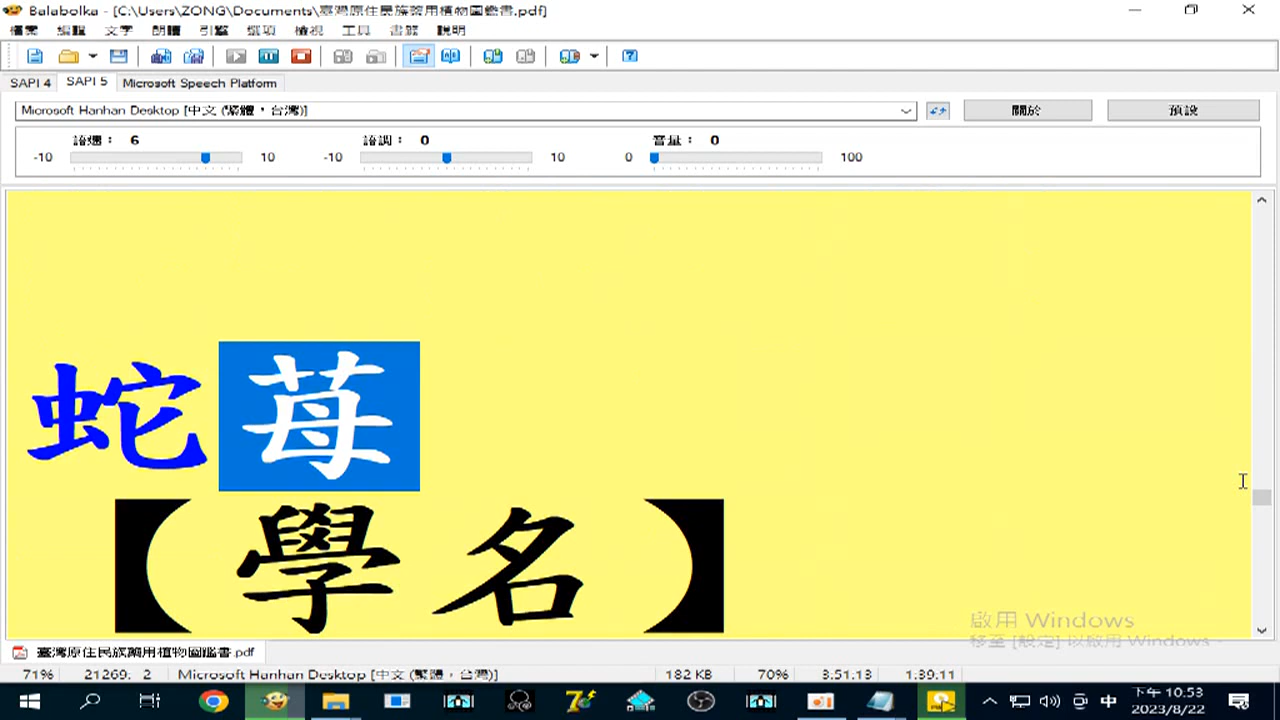 Balabolka - [C:\Users\ZONG\Documents\臺灣原住民族藥用植物圖鑑書.pdf]
檔案 編輯 文字 朗讀 引擎 選項 檢視 工具 書籤 說明
SAPI 4 SAPI 5 Microsoft Speech Platform
Microsoft Hanhan Desktop [中文 (繁體，台灣)] 關於 預設
語速： 6 語調： 0 音量： 0
-10 10 -10 10 0 100
蛇苺
【學名】
啟用 Windows
移至 [設定] 以啟用 Windows。
臺灣原住民族藥用植物圖鑑書.pdf
71% 21269: 2 Microsoft Hanhan Desktop [中文 (繁體，台灣)] 182 KB 70% 3.51.13 1:39.11
中 下午 10:53
2023/8/22